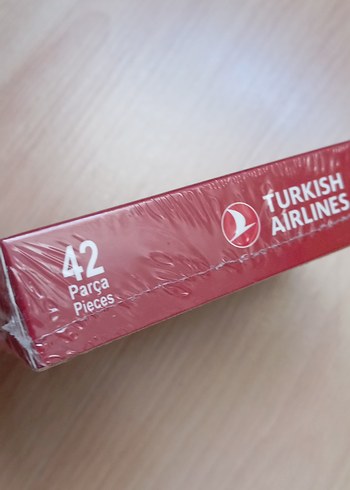 42
Parça
Pieces
TURKISH
AIRLINES